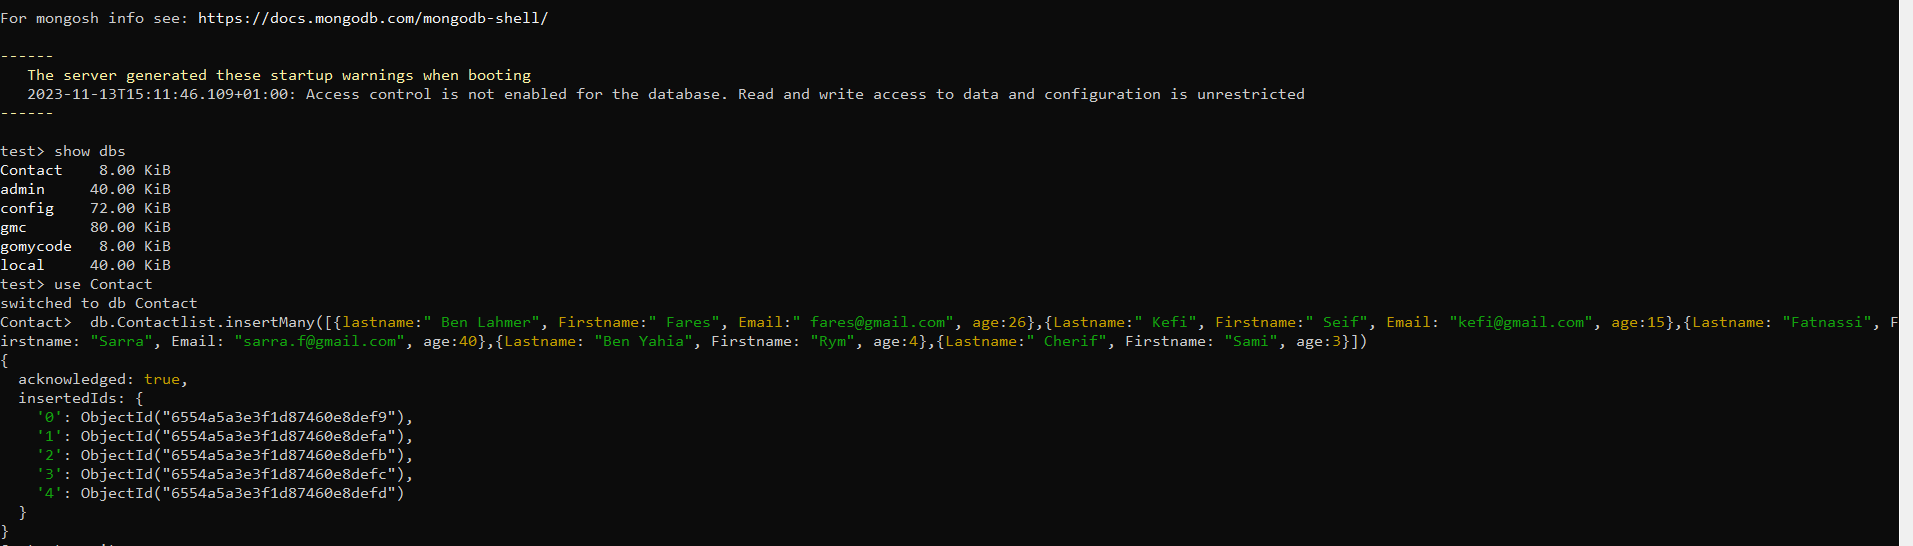 For mongosh info see: https://docs.mongodb.com/mongodb-shell/
------
The server generated these startup warnings when booting
2023-11-13T15:11:46.109+01:00: Access control is not enabled for the database. Read and write access to data and configuration is unrestricted
------
test> show dbs
Contact    8.00 KiB
admin     40.00 KiB
config    72.00 KiB
gmc       80.00 KiB
gomycode   8.00 KiB
local     40.00 KiB
test> use Contact
switched to db Contact
Contact>  db.Contactlist.insertMany([{lastname:" Ben Lahmer", Firstname:" Fares", Email:" fares@gmail.com", age:26},{Lastname:" Kefi", Firstname:" Seif", Email: "kefi@gmail.com", age:15},{Lastname: "Fatnassi", F
irstname: "Sarra", Email: "sarra.f@gmail.com", age:40},{Lastname: "Ben Yahia", Firstname: "Rym", age:4},{Lastname:" Cherif", Firstname: "Sami", age:3}])
{
  acknowledged: true,
  insertedIds: {
    '0': ObjectId("6554a5a3e3f1d87460e8def9"),
    '1': ObjectId("6554a5a3e3f1d87460e8defa"),
    '2': ObjectId("6554a5a3e3f1d87460e8defb"),
    '3': ObjectId("6554a5a3e3f1d87460e8defc"),
    '4': ObjectId("6554a5a3e3f1d87460e8defd")
  }
}